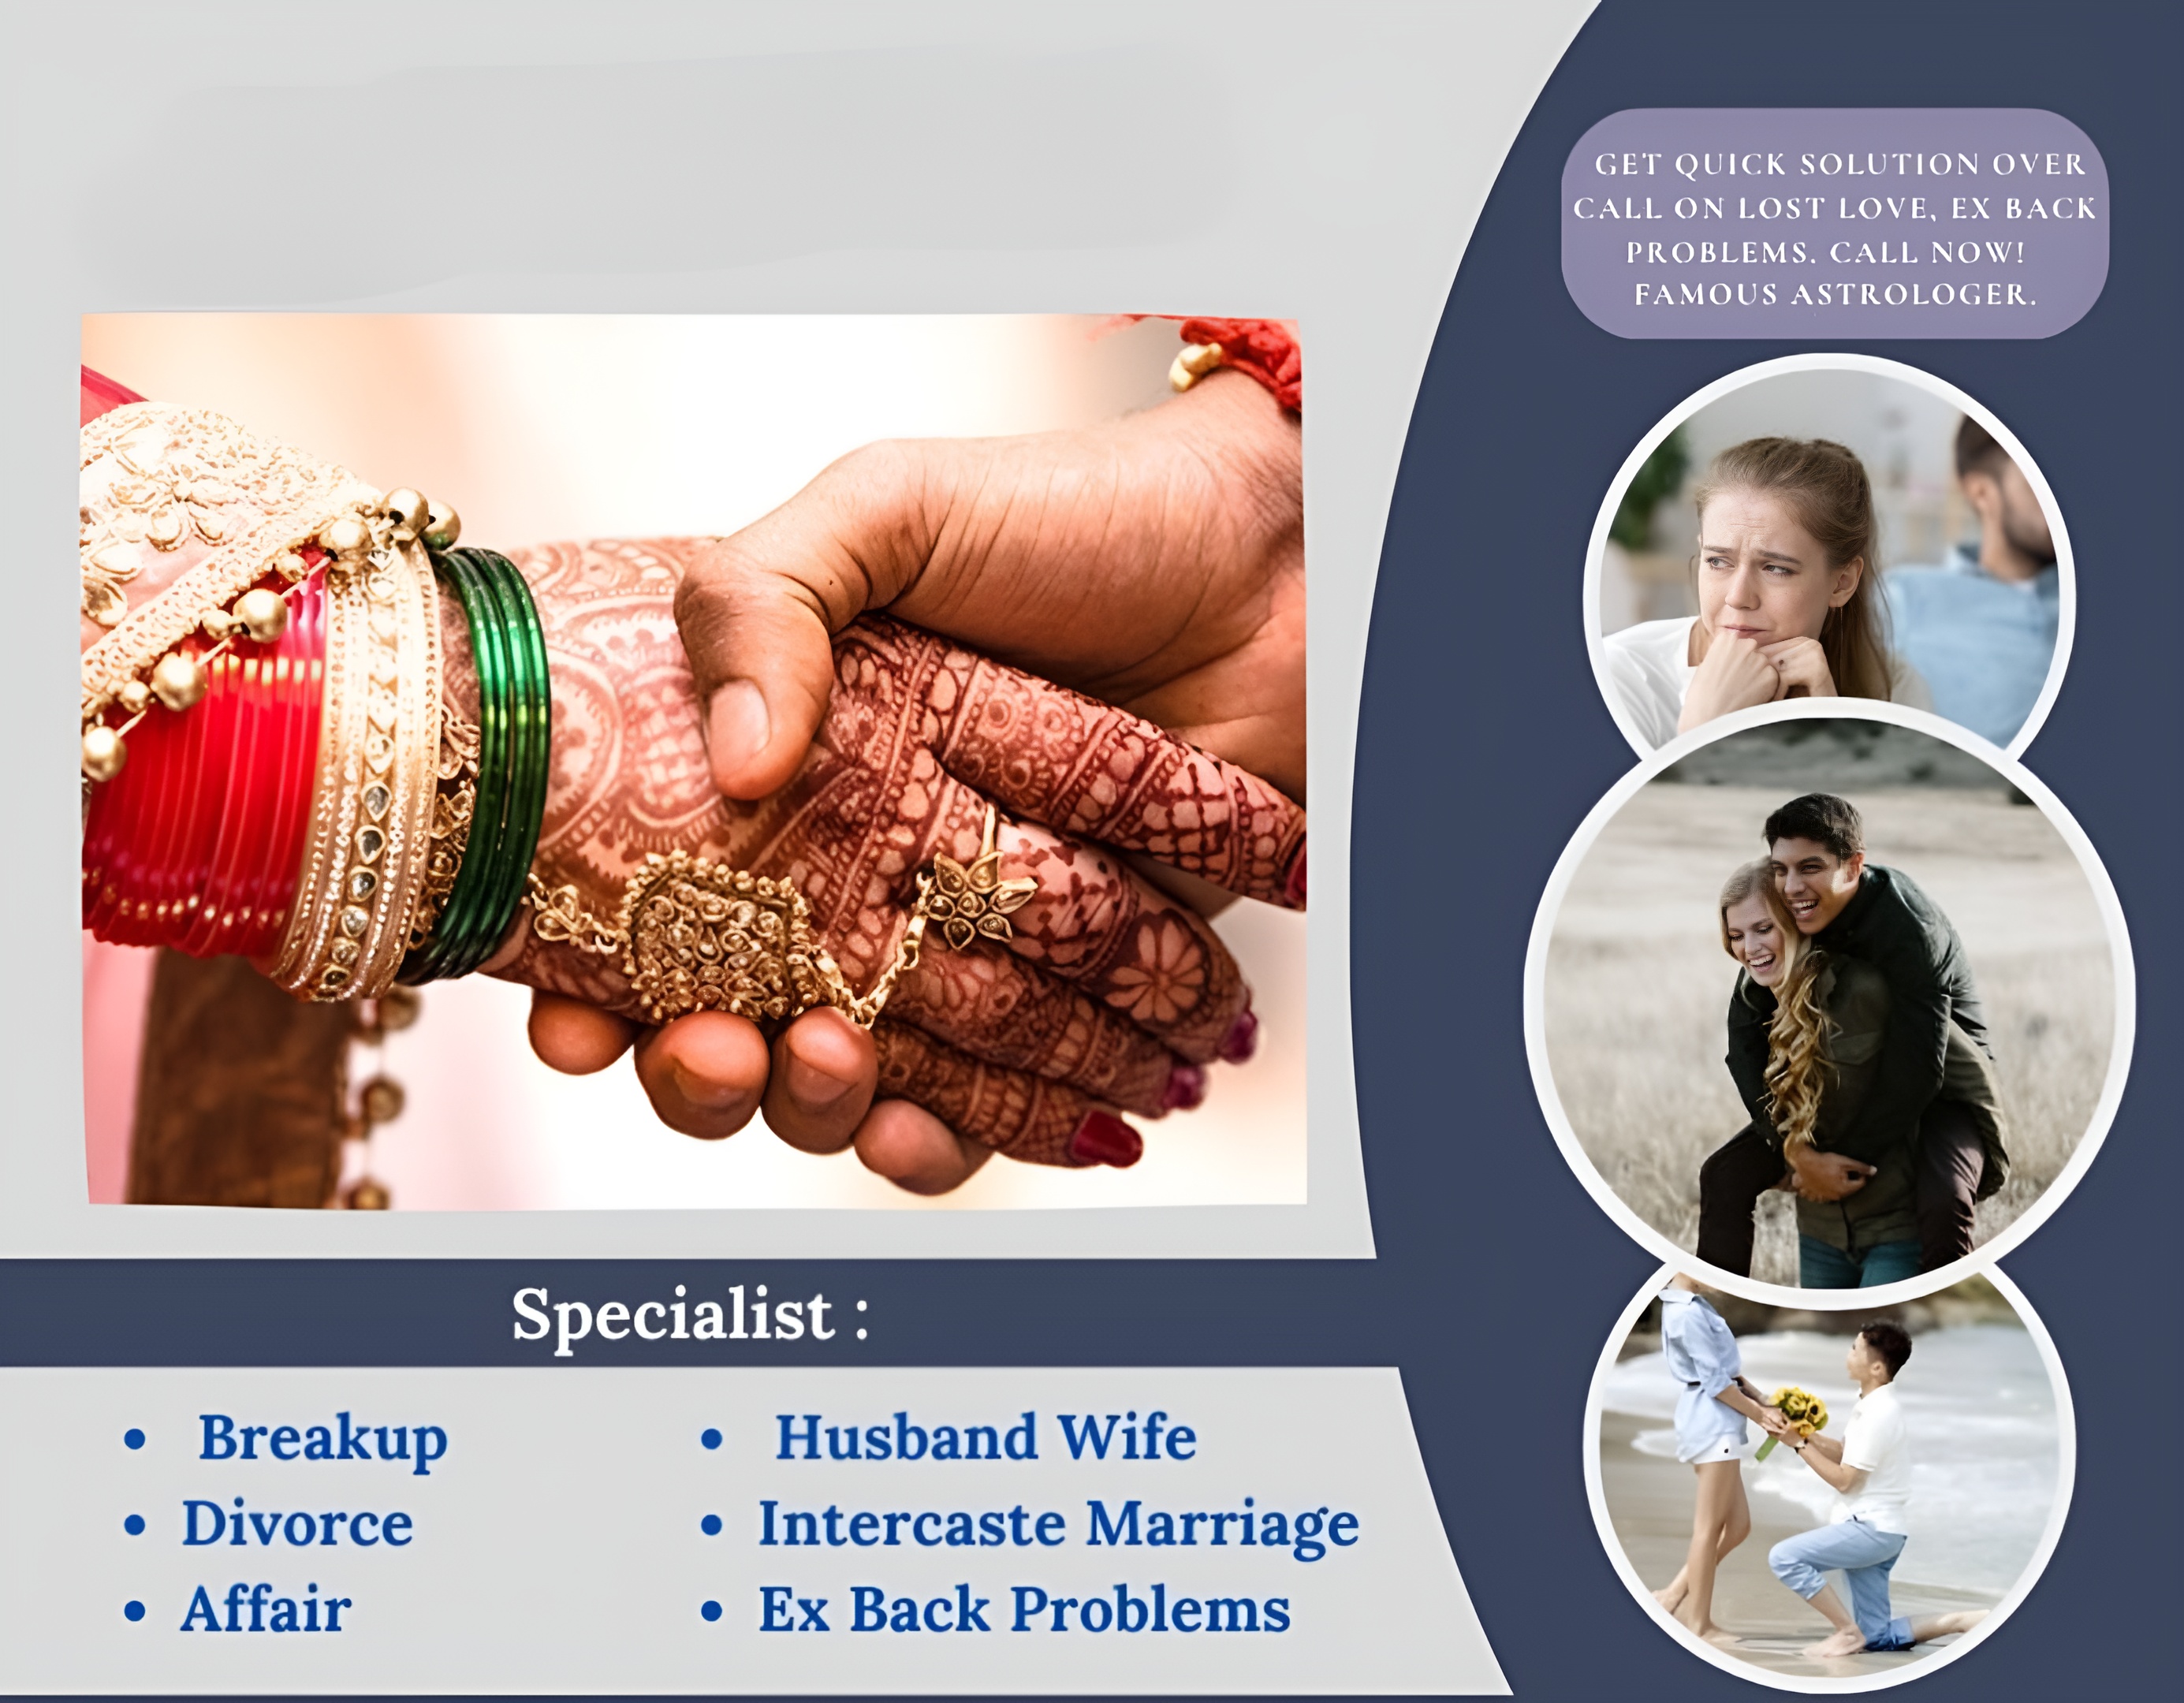 GET QUICK SOLUTION OVER
CALL ON LOST LOVE, EX BACK
PROBLEMS. CALL NOW!
FAMOUS ASTROLOGER.
Specialist :
• Breakup
• Divorce
• Affair
• Husband Wife
• Intercaste Marriage
• Ex Back Problems